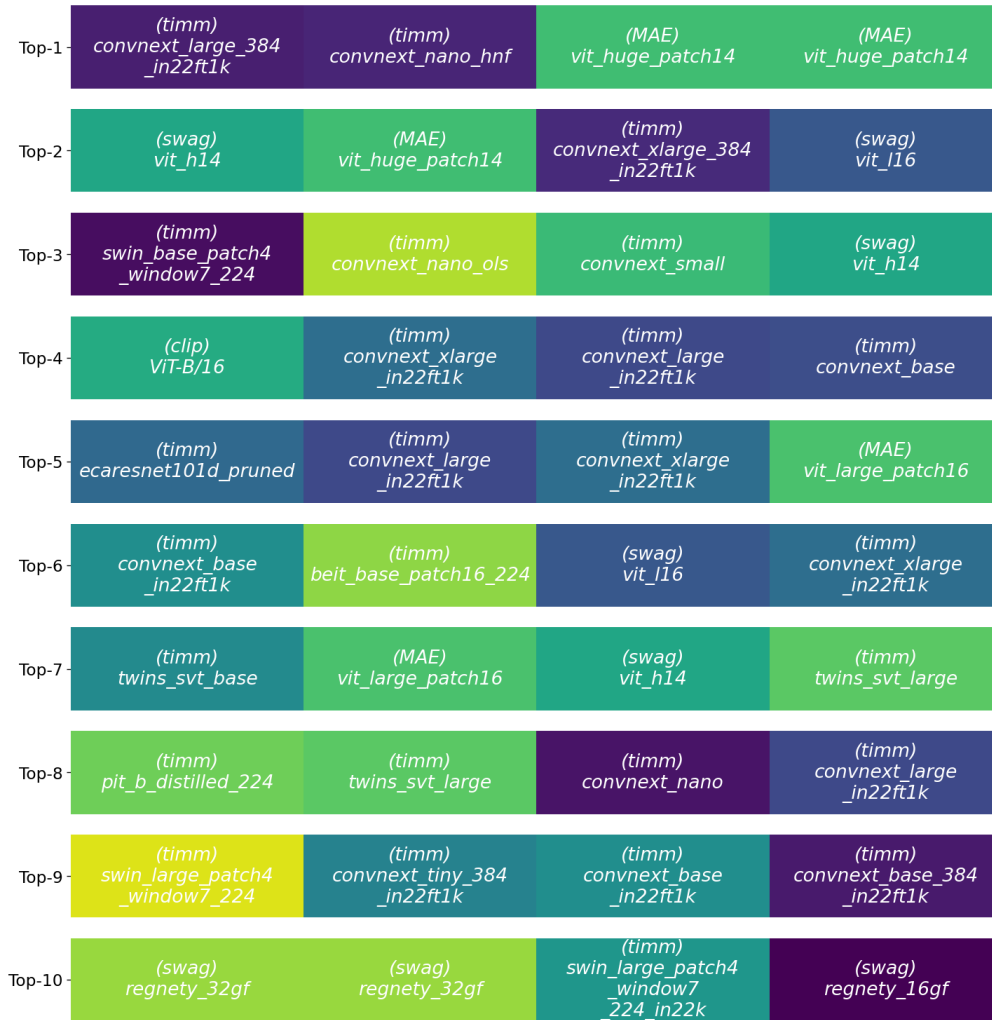 Top-1
(timm)
convnext_large_384
_in22ft1k
(timm)
convnext_nano_hnf
(MAE)
vit_huge_patch14
(MAE)
vit_huge_patch14
Top-2
(swag)
vit_h14
(MAE)
vit_huge_patch14
(timm)
convnext_xlarge_384
_in22ft1k
(swag)
vit_l16
Top-3
(timm)
swin_base_patch4
_window7_224
(timm)
convnext_nano_ols
(timm)
convnext_small
(swag)
vit_h14
Top-4
(clip)
ViT-B/16
(timm)
convnext_xlarge
_in22ft1k
(timm)
convnext_large
_in22ft1k
(timm)
convnext_base
Top-5
(timm)
ecaresnet101d_pruned
(timm)
convnext_large
_in22ft1k
(timm)
convnext_xlarge
_in22ft1k
(MAE)
vit_large_patch16
Top-6
(timm)
convnext_base
_in22ft1k
(timm)
beit_base_patch16_224
(swag)
vit_l16
(timm)
convnext_xlarge
_in22ft1k
Top-7
(timm)
twins_svt_base
(MAE)
vit_large_patch16
(swag)
vit_h14
(timm)
twins_svt_large
Top-8
(timm)
pit_b_distilled_224
(timm)
twins_svt_large
(timm)
convnext_nano
(timm)
convnext_large
_in22ft1k
Top-9
(timm)
swin_large_patch4
_window7_224
(timm)
convnext_tiny_384
_in22ft1k
(timm)
convnext_base
_in22ft1k
(timm)
convnext_base_384
_in22ft1k
Top-10
(swag)
regnety_32gf
(swag)
regnety_32gf
(timm)
swin_large_patch4
_window7
_224_in22k
(swag)
regnety_16gf